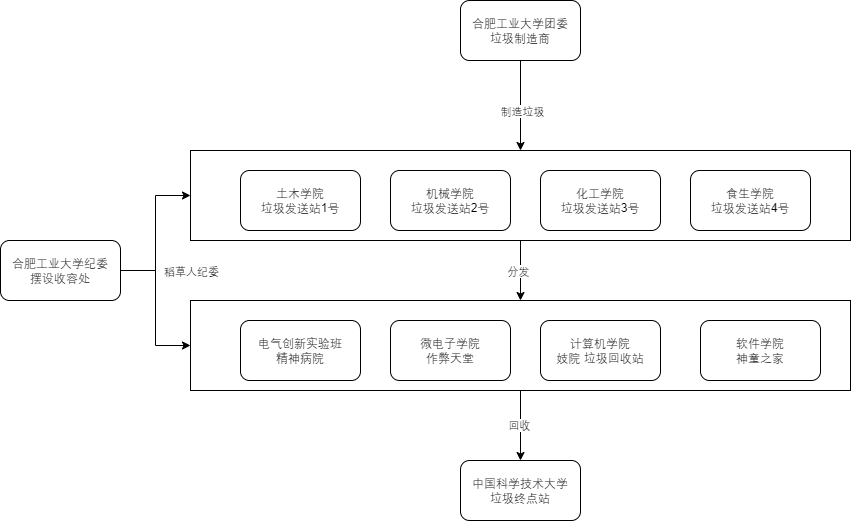 合肥工业大学团委
垃圾制造商
制造垃圾
土木学院
垃圾发送站1号
机械学院
垃圾发送站2号
化工学院
垃圾发送站3号
食生学院
垃圾发送站4号
合肥工业大学纪委
摆设收容处
稻草人纪委
分发
电气创新实验班
精神病院
微电子学院
作弊天堂
计算机学院
妓院 垃圾回收站
软件学院
神童之家
回收
中国科学技术大学
垃圾终点站